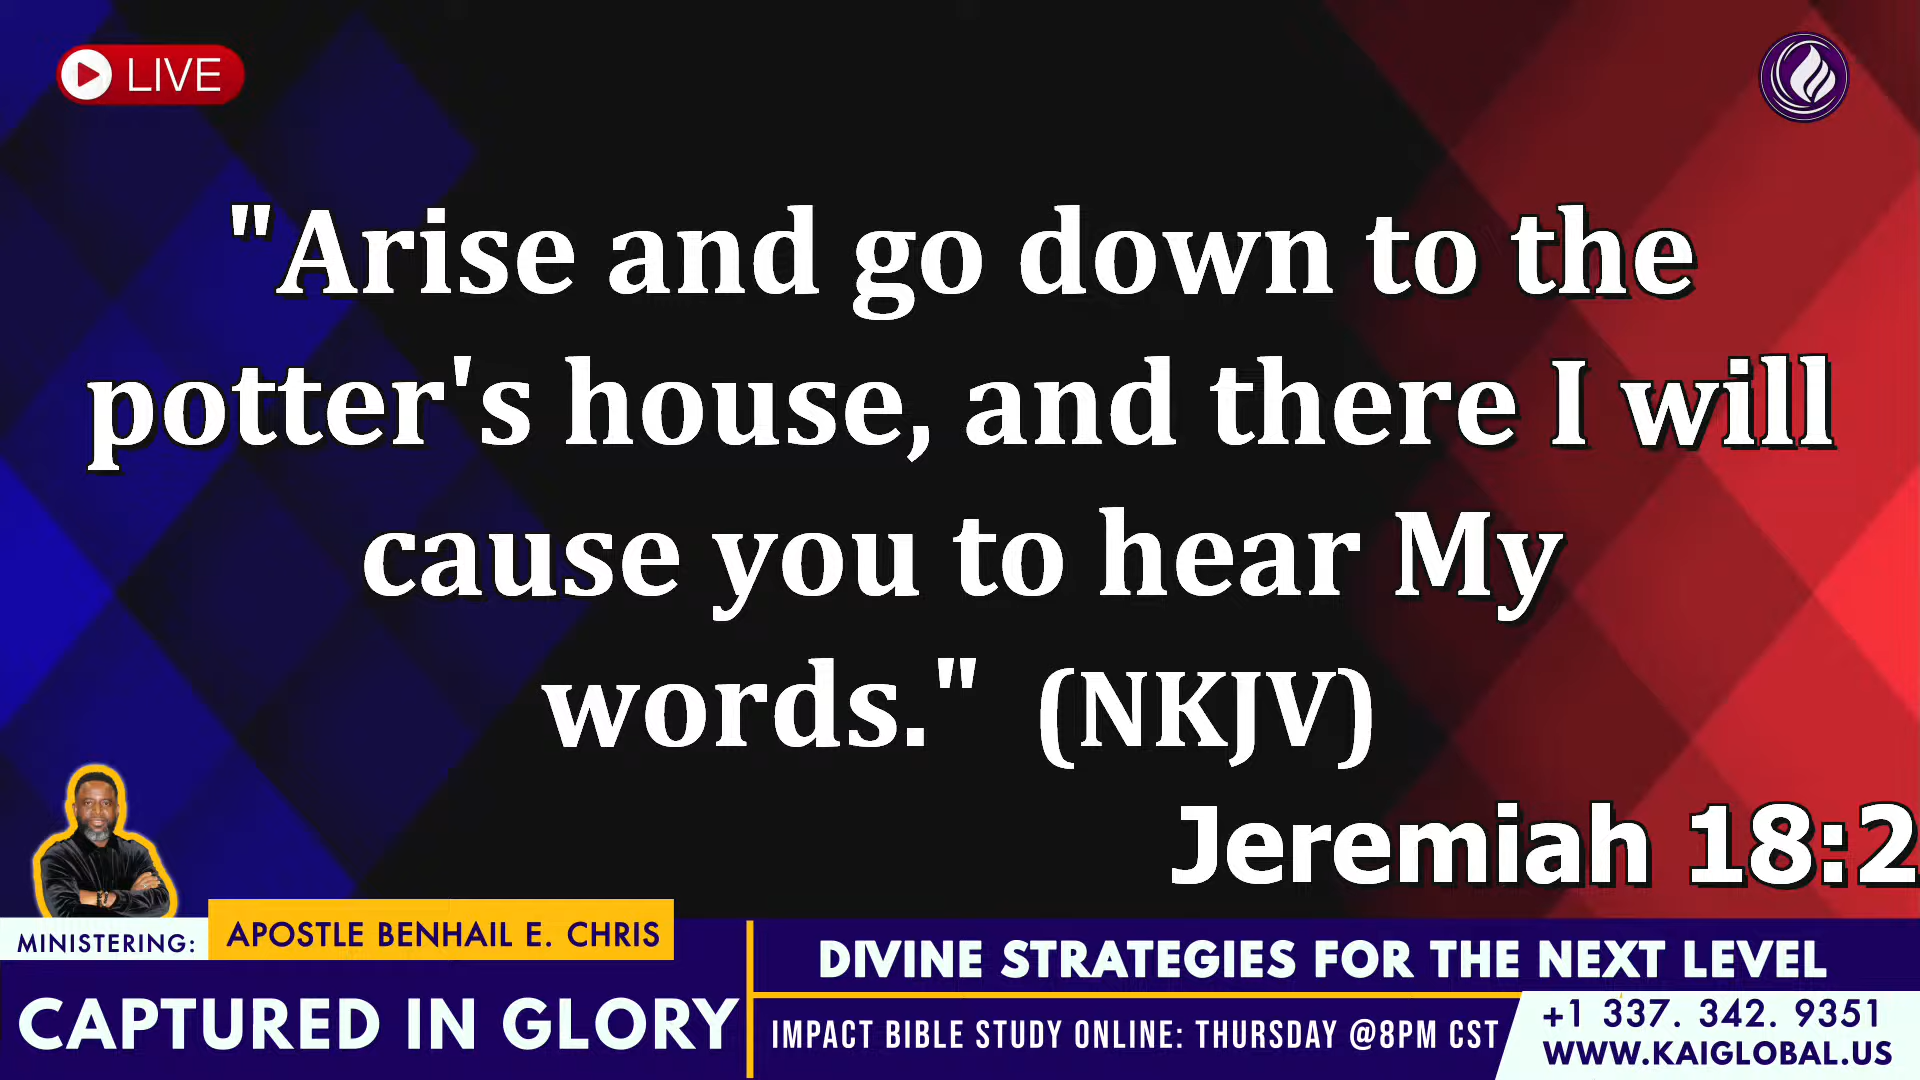 LIVE
"Arise and go down to the
potter's house, and there I will
cause you to hear My
words."  (NKJV)
Jeremiah 18:2
MINISTERING:
APOSTLE BENHAIL E. CHRIS
CAPTURED IN GLORY
DIVINE STRATEGIES FOR THE NEXT LEVEL
IMPACT BIBLE STUDY ONLINE: THURSDAY @8PM CST
+1 337. 342. 9351
WWW.KAIGLOBAL.US